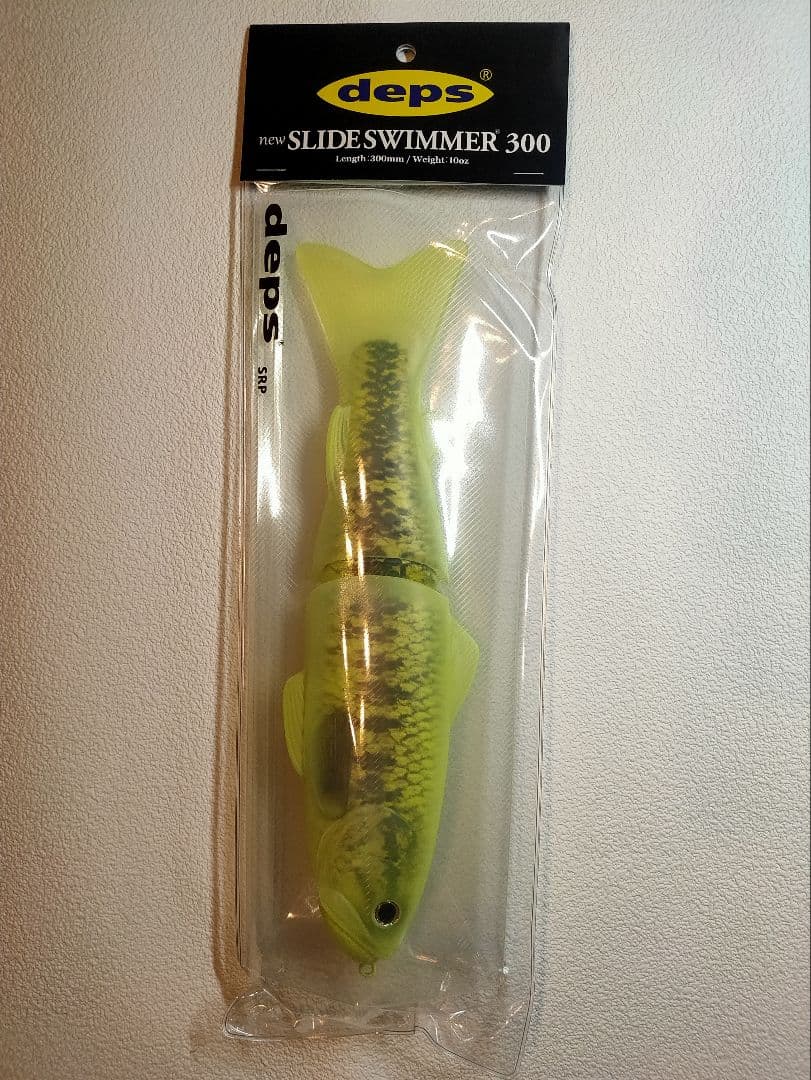 deps®
new SLIDESWIMMER® 300
Length:300mm / Weight:10oz
deps®
SRP